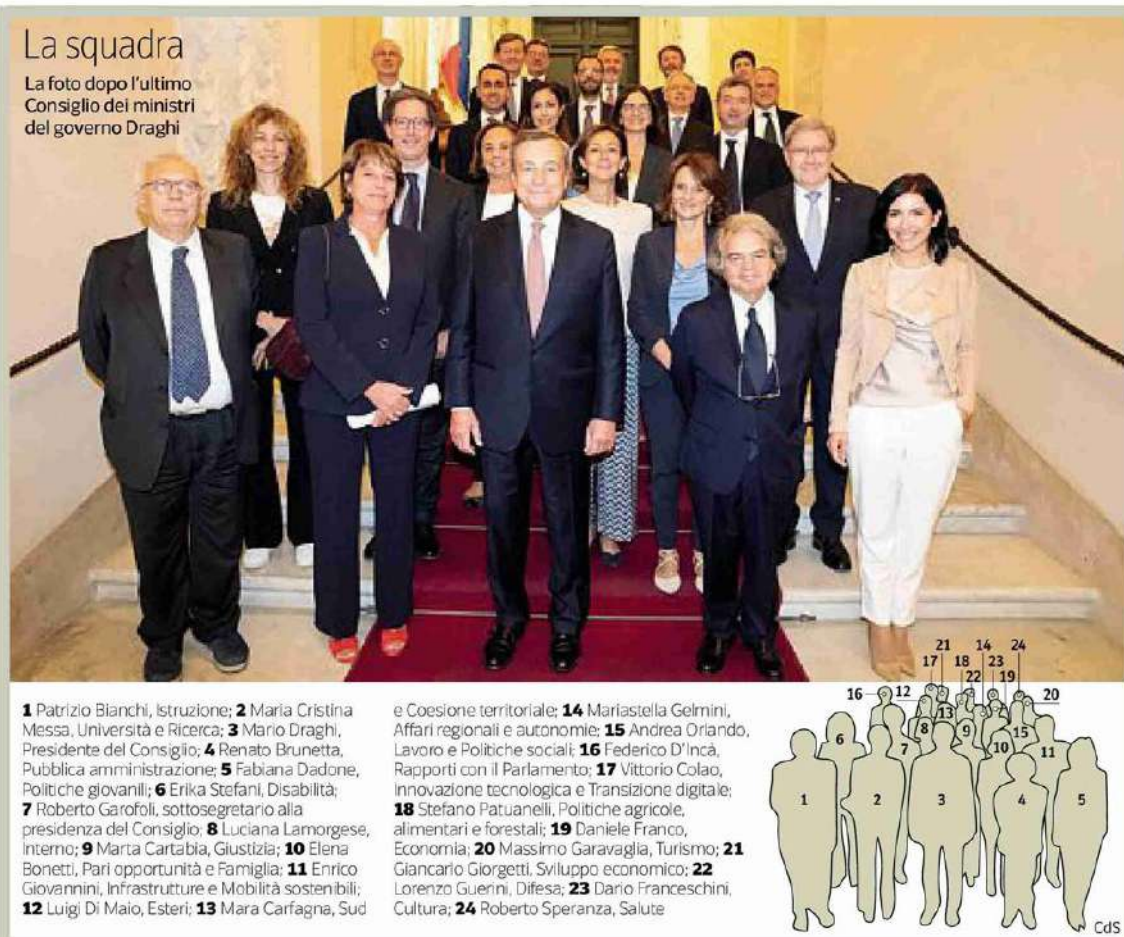 La squadra
La foto dopo l'ultimo
Consiglio dei ministri
del governo Draghi
1 Patrizio Bianchi, Istruzione; 2 Maria Cristina
Messa, Università e Ricerca; 3 Mario Draghi,
Presidente del Consiglio; 4 Renato Brunetta,
Pubblica amministrazione; 5 Fabiana Dadone,
Politiche giovanili; 6 Erika Stefani, Disabilità;
7 Roberto Garofoli, sottosegretario alla
presidenza del Consiglio; 8 Luciana Lamorgese,
Interno; 9 Marta Cartabia, Giustizia; 10 Elena
Bonetti, Pari opportunità e Famiglia; 11 Enrico
Giovannini, Infrastrutture e Mobilità sostenibili;
12 Luigi Di Maio, Esteri; 13 Mara Carfagna, Sud
e Coesione territoriale; 14 Mariastella Gelmini,
Affari regionali e autonomie; 15 Andrea Orlando,
Lavoro e Politiche sociali; 16 Federico D'Incà,
Rapporti con il Parlamento; 17 Vittorio Colao,
Innovazione tecnologica e Transizione digitale;
18 Stefano Patuanelli, Politiche agricole,
alimentari e forestali; 19 Daniele Franco,
Economia; 20 Massimo Garavaglia, Turismo; 21
Giancarlo Giorgetti, Sviluppo economico; 22
Lorenzo Guerini, Difesa; 23 Dario Franceschini,
Cultura; 24 Roberto Speranza, Salute
21 14 24
17 18 23
22 19
16 12 20
13
6 8 9 15
7 10 11
1 2 3 4 5
CdS